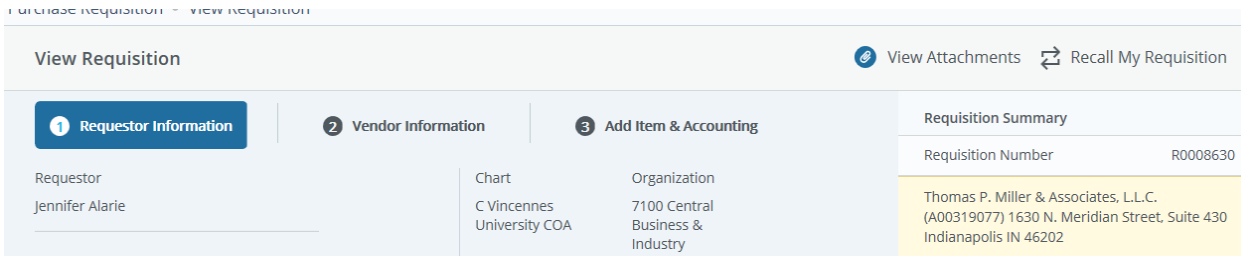 Purchase Requisition - View Requisition
View Requisition
View Attachments
Recall My Requisition
1 Requestor Information
2 Vendor Information
3 Add Item & Accounting
Requestor
Jennifer Alarie
Chart
C Vincennes
University COA
Organization
7100 Central
Business &
Industry
Requisition Summary
Requisition Number R0008630
Thomas P. Miller & Associates, L.L.C.
(A00319077) 1630 N. Meridian Street, Suite 430
Indianapolis IN 46202